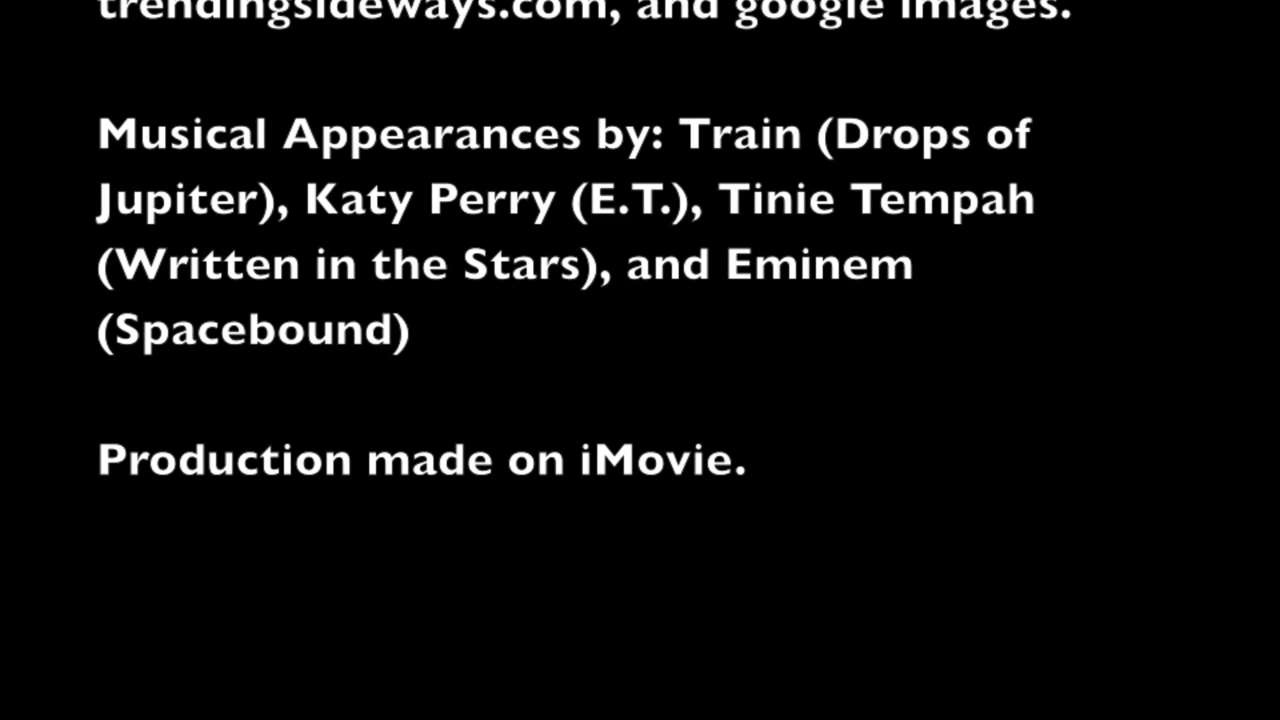 trendingsideways.com, and google images.
Musical Appearances by: Train (Drops of
Jupiter), Katy Perry (E.T.), Tinie Tempah
(Written in the Stars), and Eminem
(Spacebound)
Production made on iMovie.